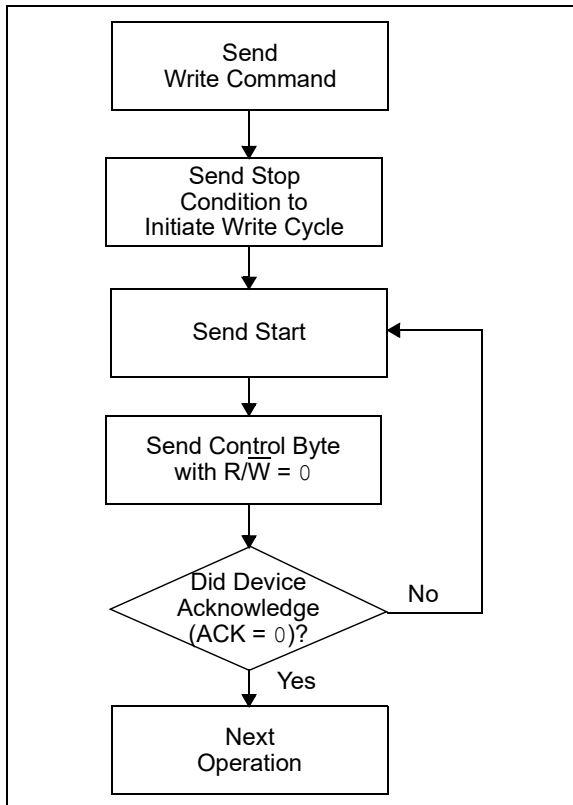 Send
Write Command
Send Stop
Condition to
Initiate Write Cycle
Send Start
Send Control Byte
with R/W̅ = 0
Did Device
Acknowledge
(ACK = 0)?
No
Yes
Next
Operation